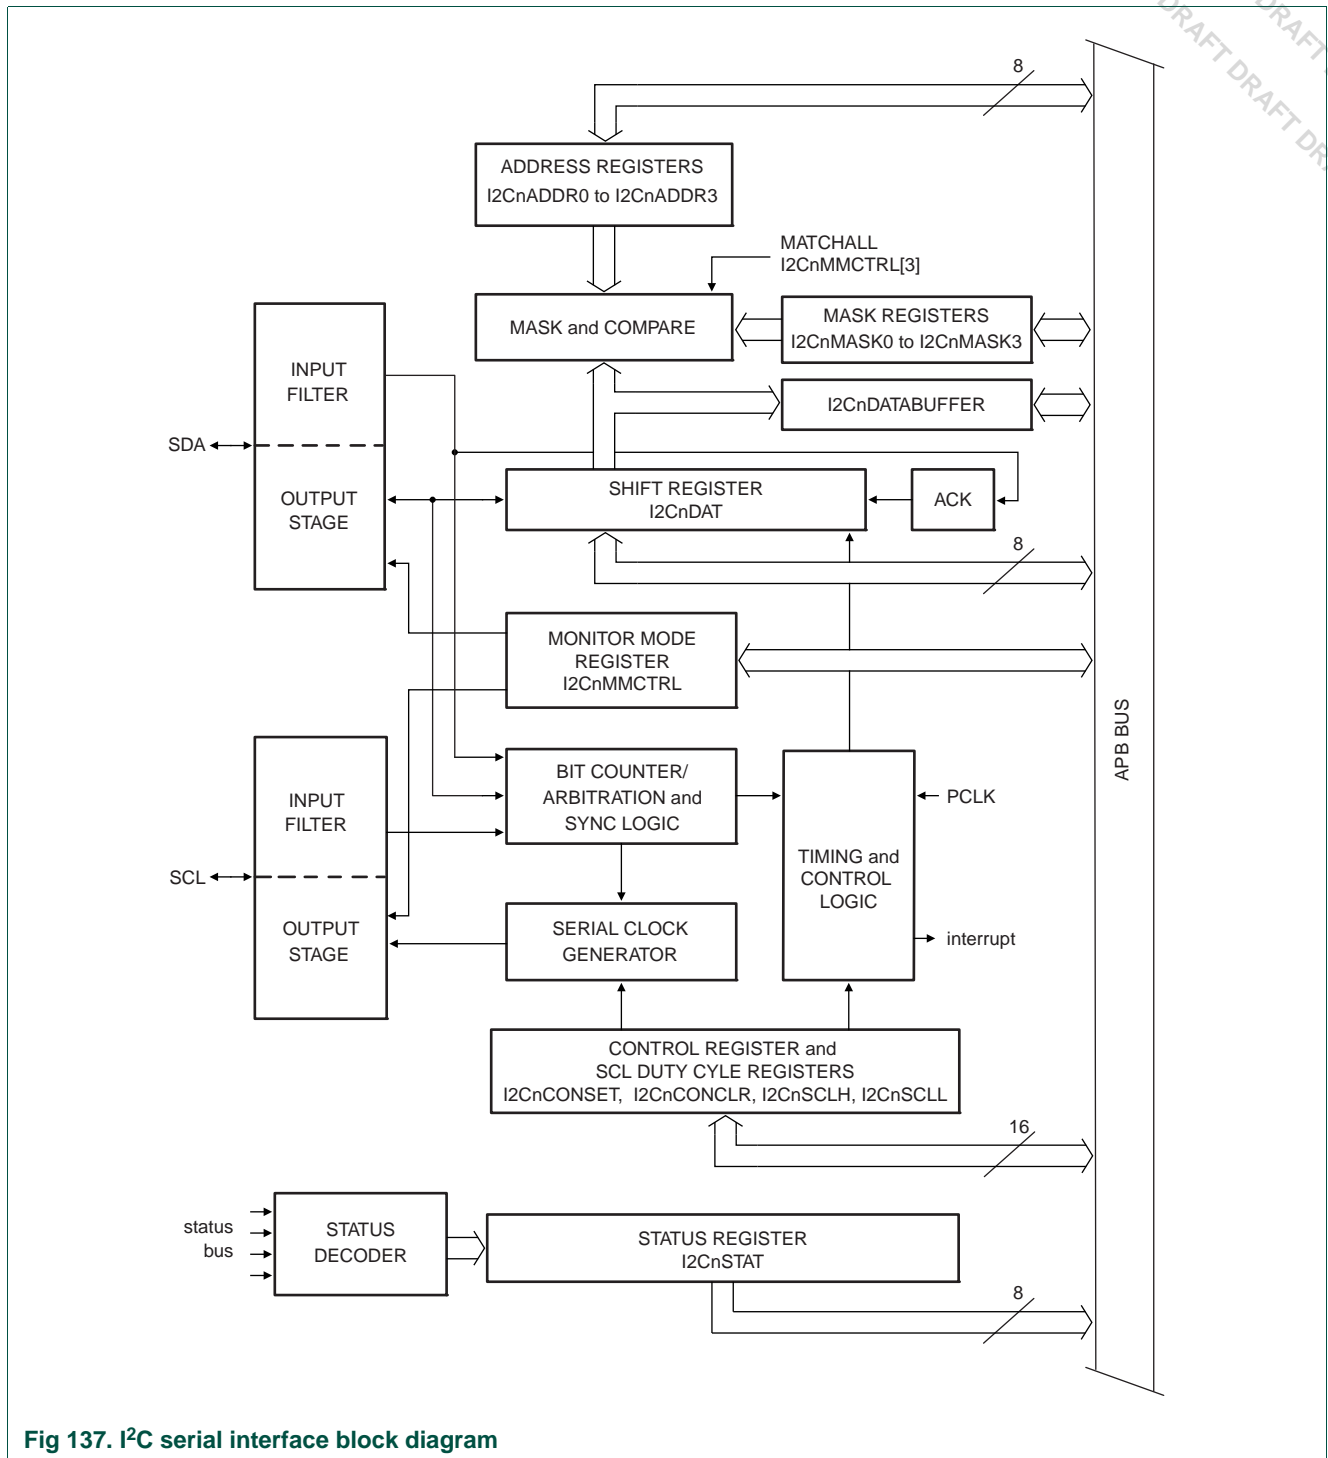 DRAFT DRAFT DRA
DRAFT
8
ADDRESS REGISTERS
I2CnADDR0 to I2CnADDR3
MATCHALL
I2CnMMCTRL[3]
MASK and COMPARE
MASK REGISTERS
I2CnMASK0 to I2CnMASK3
INPUT
FILTER
I2CnDATABUFFER
SDA
OUTPUT
STAGE
SHIFT REGISTER
I2CnDAT
ACK
8
MONITOR MODE
REGISTER
I2CnMMCTRL
APB BUS
INPUT
FILTER
BIT COUNTER/
ARBITRATION and
SYNC LOGIC
PCLK
TIMING and
CONTROL
LOGIC
SCL
OUTPUT
STAGE
SERIAL CLOCK
GENERATOR
interrupt
CONTROL REGISTER and
SCL DUTY CYLE REGISTERS
I2CnCONSET, I2CnCONCLR, I2CnSCLH, I2CnSCLL
16
status
bus
STATUS
DECODER
STATUS REGISTER
I2CnSTAT
8
Fig 137. I²C serial interface block diagram